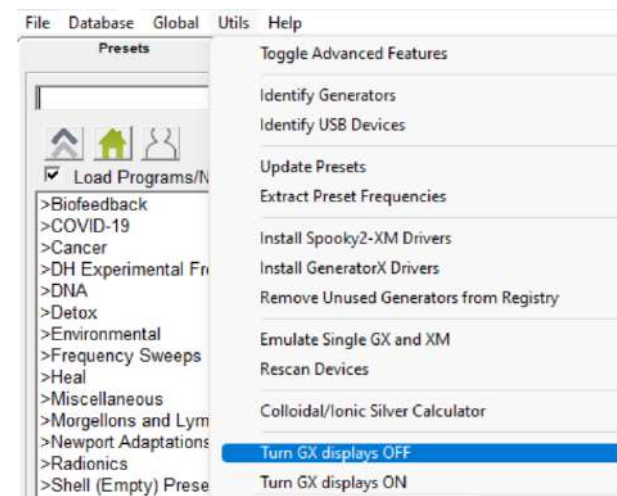 File Database Global Utils Help
Presets
Load Programs/N
>Biofeedback
>COVID-19
>Cancer
>DH Experimental Fr
>DNA
>Detox
>Environmental
>Frequency Sweeps
>Heal
>Miscellaneous
>Morgellons and Lym
>Newport Adaptations
>Radionics
>Shell (Empty) Prese
Toggle Advanced Features
Identify Generators
Identify USB Devices
Update Presets
Extract Preset Frequencies
Install Spooky2-XM Drivers
Install GeneratorX Drivers
Remove Unused Generators from Registry
Emulate Single GX and XM
Rescan Devices
Colloidal/Ionic Silver Calculator
Turn GX displays OFF
Turn GX displays ON